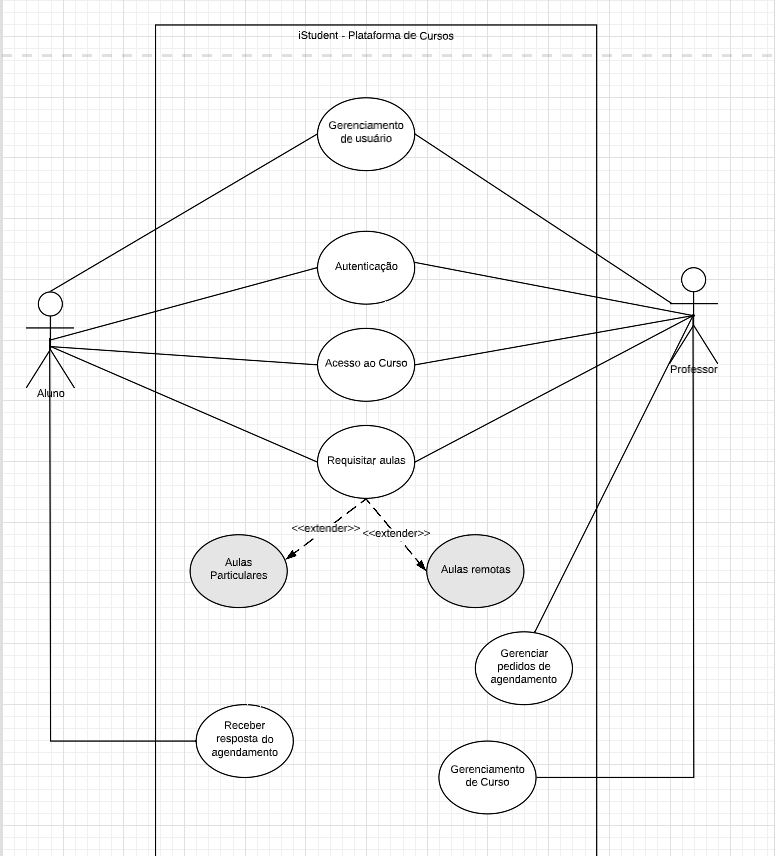 iStudent - Plataforma de Cursos
Gerenciamento
de usuário
Autenticação
Acesso ao Curso
Professor
Aluno
Requisitar aulas
<<extender>>
<<extender>>
Aulas
Particulares
Aulas remotas
Gerenciar
pedidos de
agendamento
Receber
resposta do
agendamento
Gerenciamento
de Curso